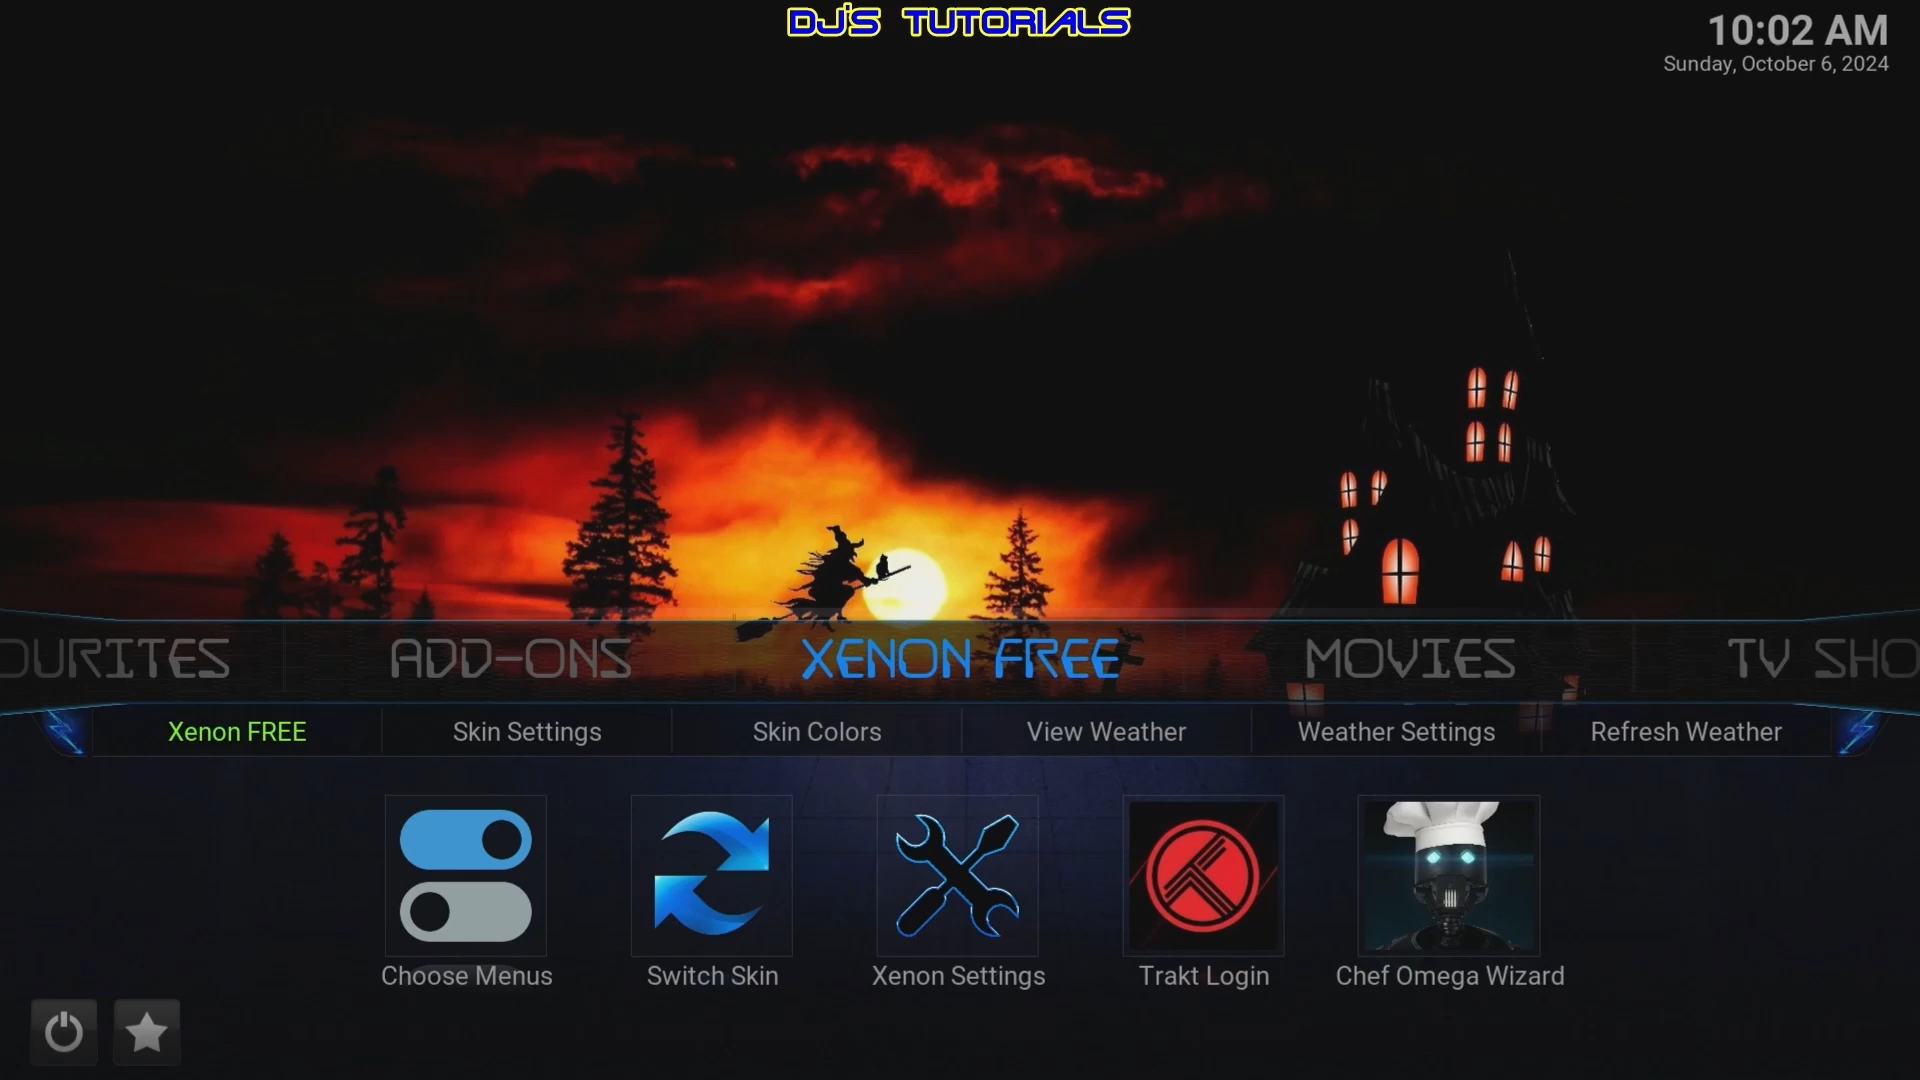 DJ'S TUTORIALS
10:02 AM
Sunday, October 6, 2024
OURITES
ADD-ONS
XENON FREE
MOVIES
TV SHO
Xenon FREE
Skin Settings
Skin Colors
View Weather
Weather Settings
Refresh Weather
Choose Menus
Switch Skin
Xenon Settings
Trakt Login
Chef Omega Wizard